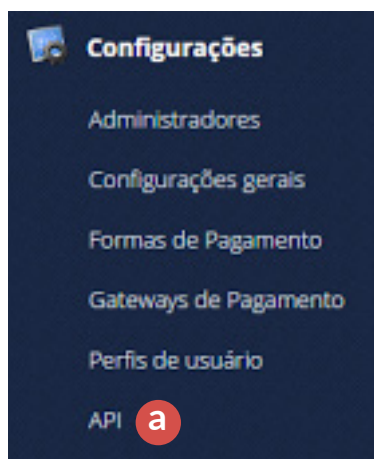 Configurações
Administradores
Configurações gerais
Formas de Pagamento
Gateways de Pagamento
Perfis de usuário
API a